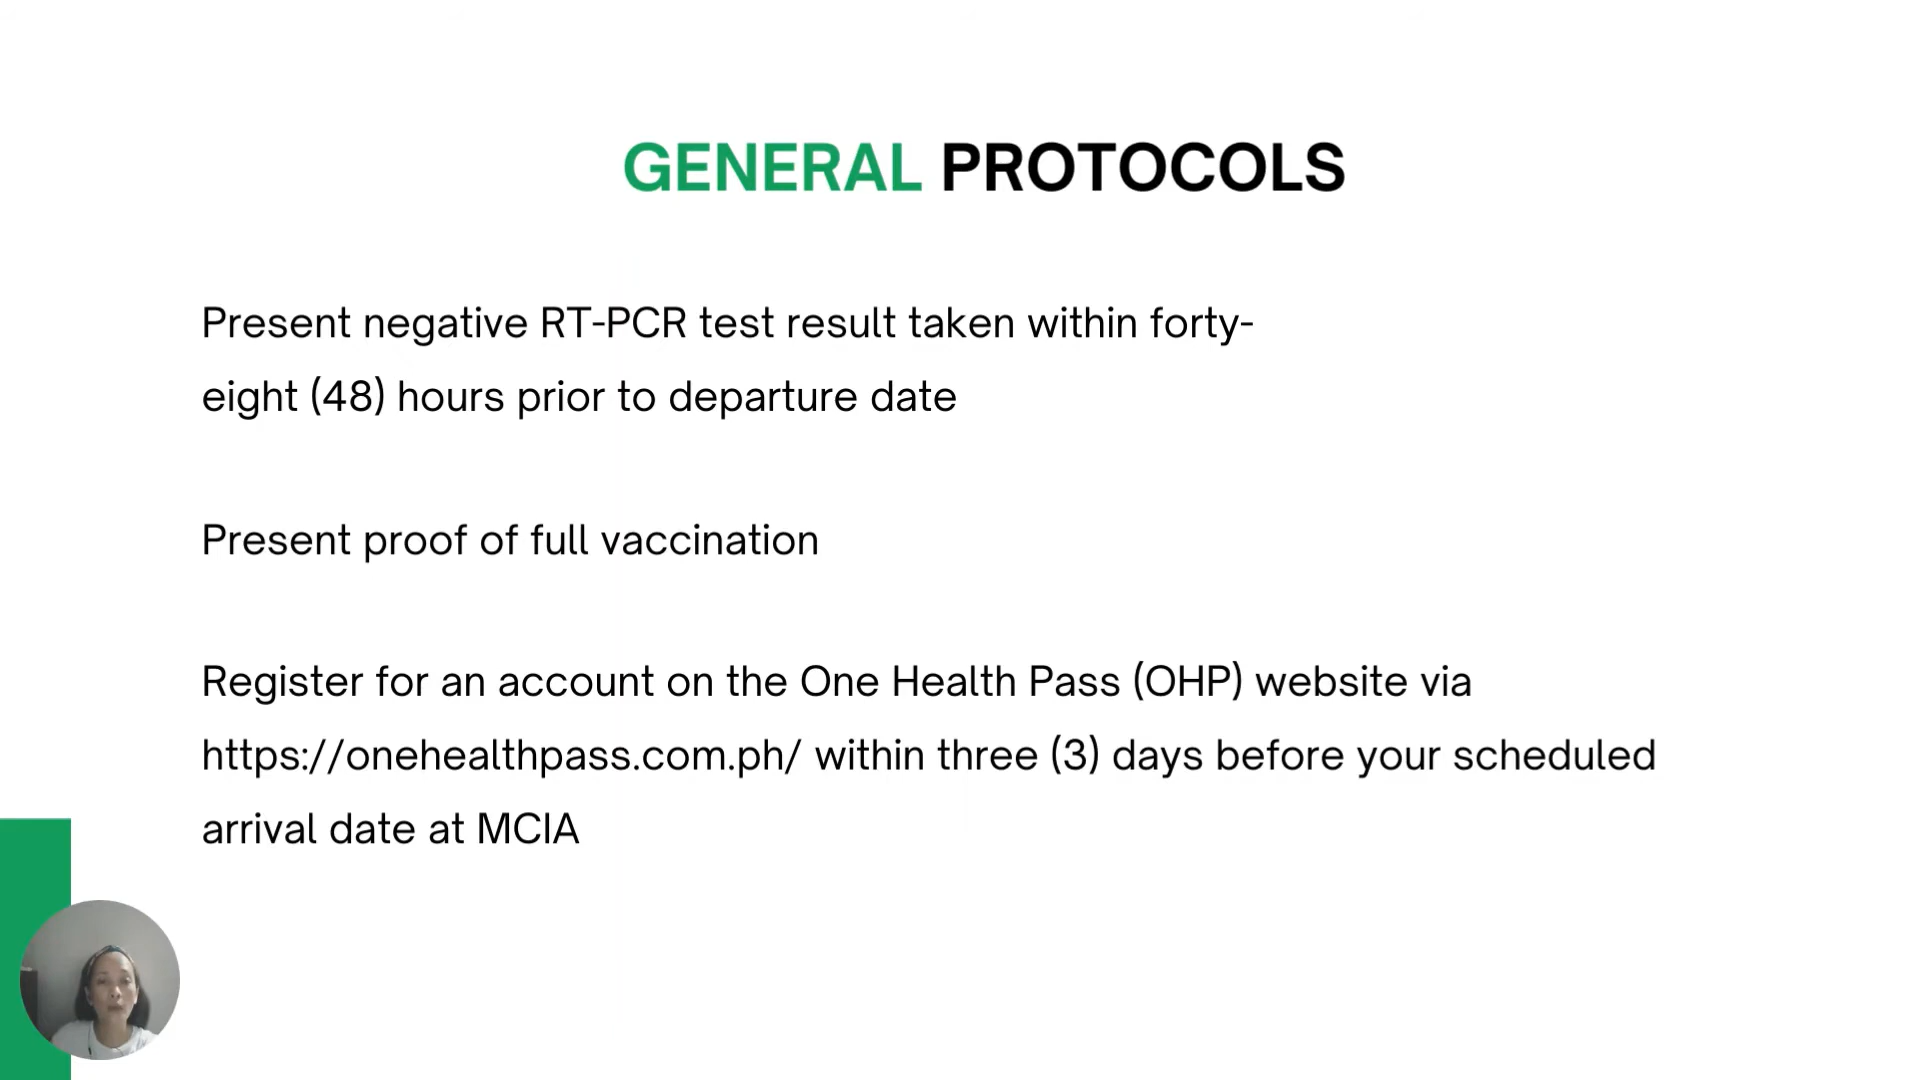 GENERAL PROTOCOLS
Present negative RT-PCR test result taken within forty-
eight (48) hours prior to departure date
Present proof of full vaccination
Register for an account on the One Health Pass (OHP) website via
https://onehealthpass.com.ph/ within three (3) days before your scheduled
arrival date at MCIA